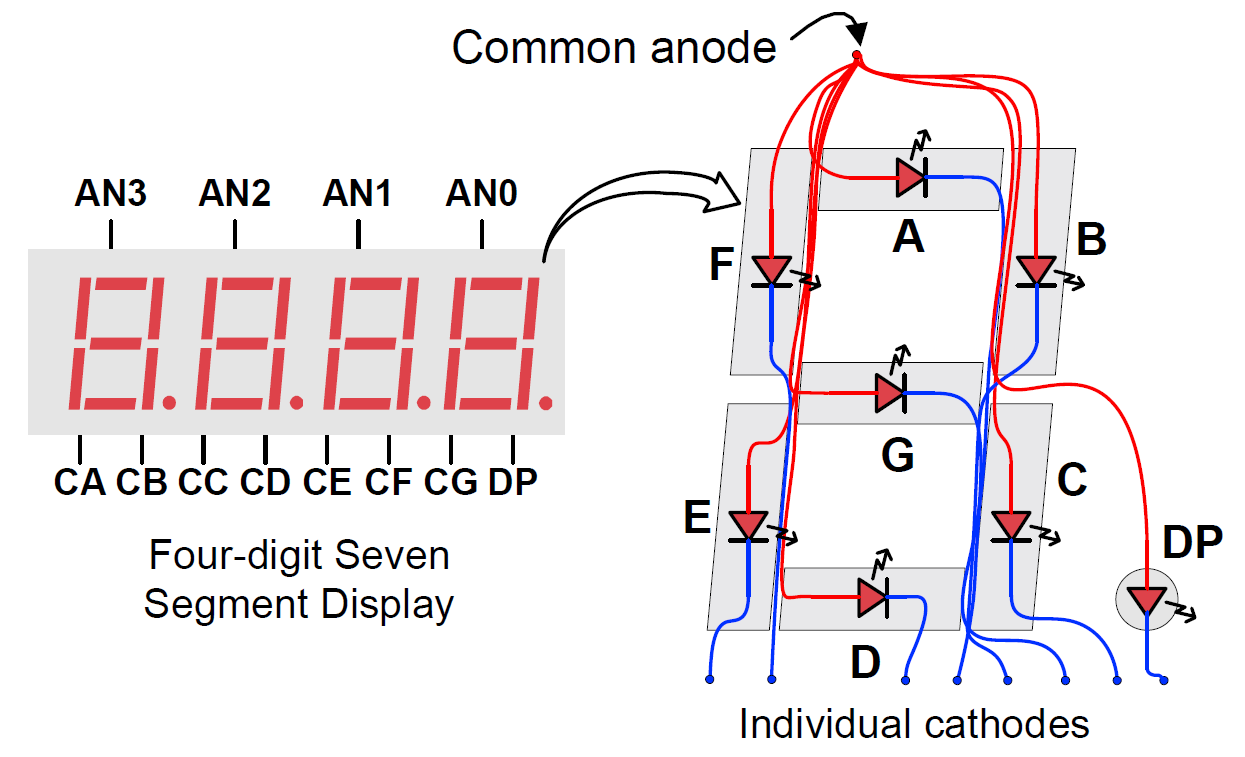 Common anode
AN3 AN2 AN1 AN0
A
B
F
G
C
E
DP
D
CA CB CC CD CE CF CG DP
Four-digit Seven
Segment Display
Individual cathodes